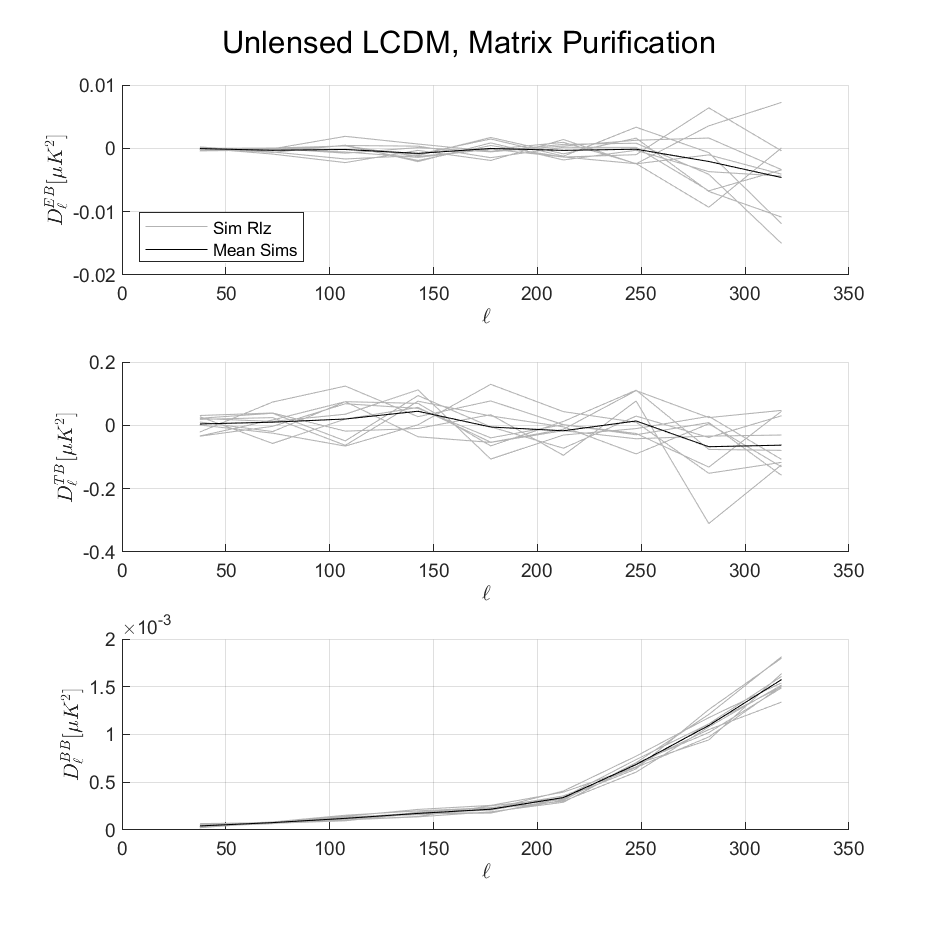 Unlensed LCDM, Matrix Purification
0.01
0
-0.01
-0.02
D_ℓ^{EB}[μK^2]
Sim Rlz
Mean Sims
0 50 100 150 200 250 300 350
ℓ
0.2
0
-0.2
-0.4
D_ℓ^{TB}[μK^2]
0 50 100 150 200 250 300 350
ℓ
×10^{-3}
2
1.5
1
0.5
0
D_ℓ^{BB}[μK^2]
0 50 100 150 200 250 300 350
ℓ